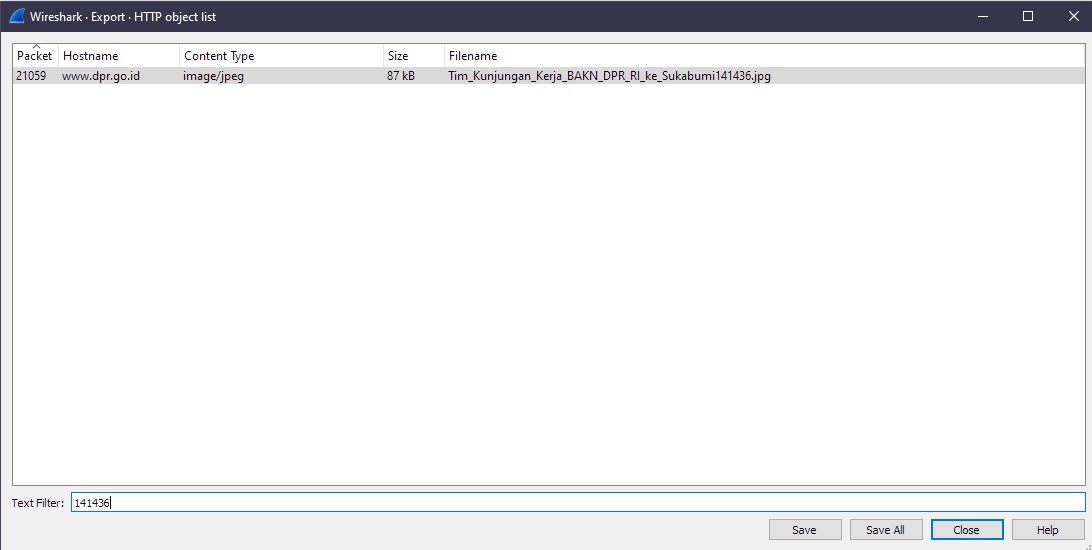 Wireshark · Export · HTTP object list
Packet Hostname Content Type Size Filename
21059 www.dpr.go.id image/jpeg 87 kB Tim_Kunjungan_Kerja_BAKN_DPR_RI_ke_Sukabumi141436.jpg
Text Filter: 141436
Save Save All Close Help